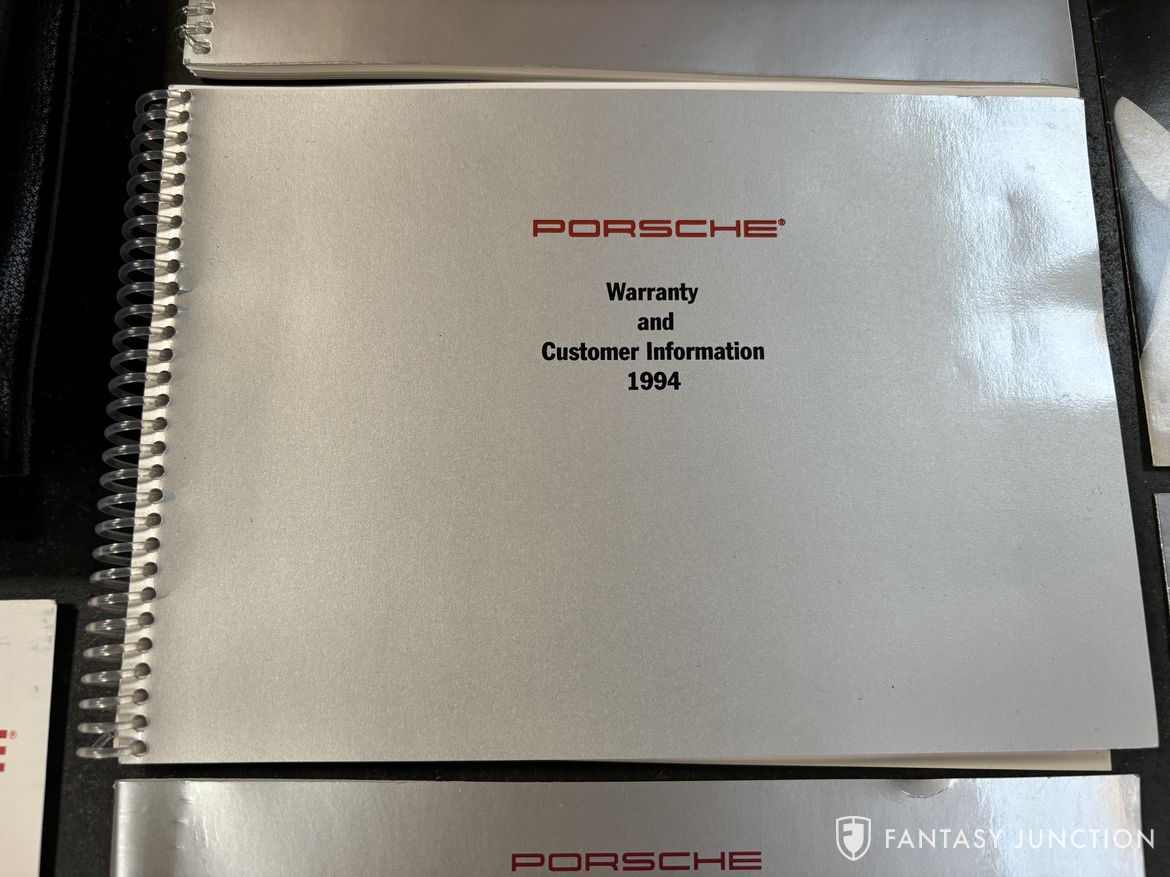 PORSCHE®
Warranty
and
Customer Information
1994
E®
PORSCHE
FANTASY JUNCTION